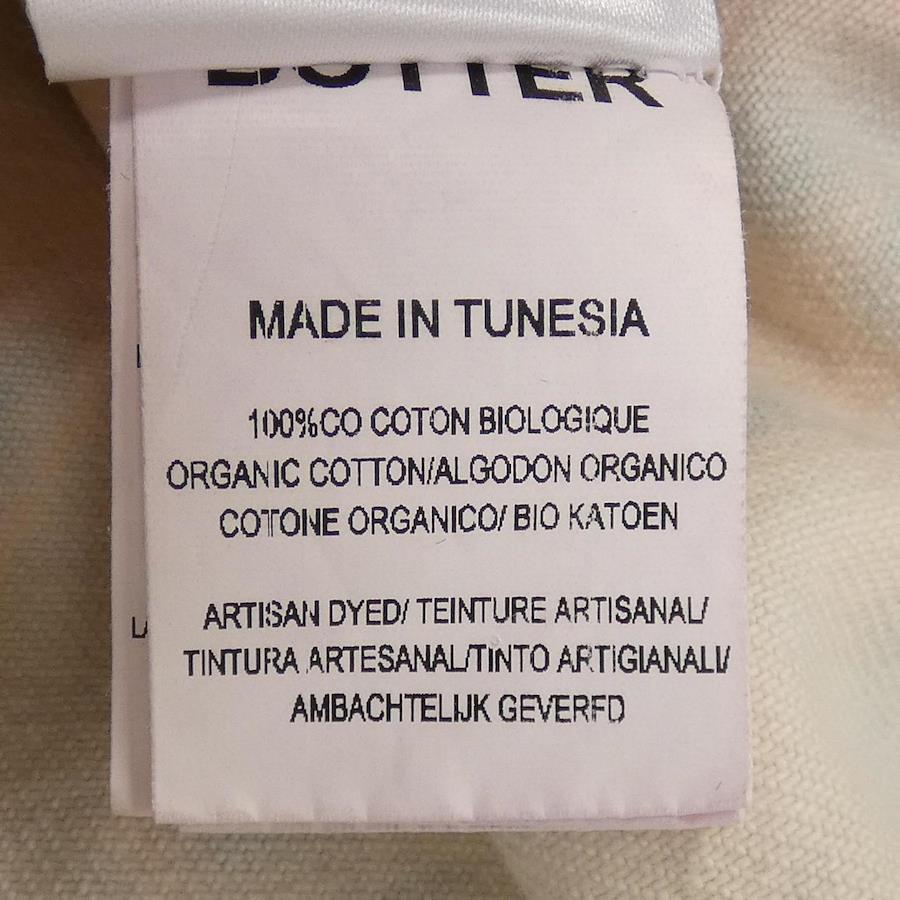 BUTTER
MADE IN TUNESIA
100%CO COTON BIOLOGIQUE
ORGANIC COTTON/ALGODON ORGANICO
COTONE ORGANICO/ BIO KATOEN
ARTISAN DYED/ TEINTURE ARTISANAL/
TINTURA ARTESANAL/TINTO ARTIGIANALI/
AMBACHTELIJK GEVERFD